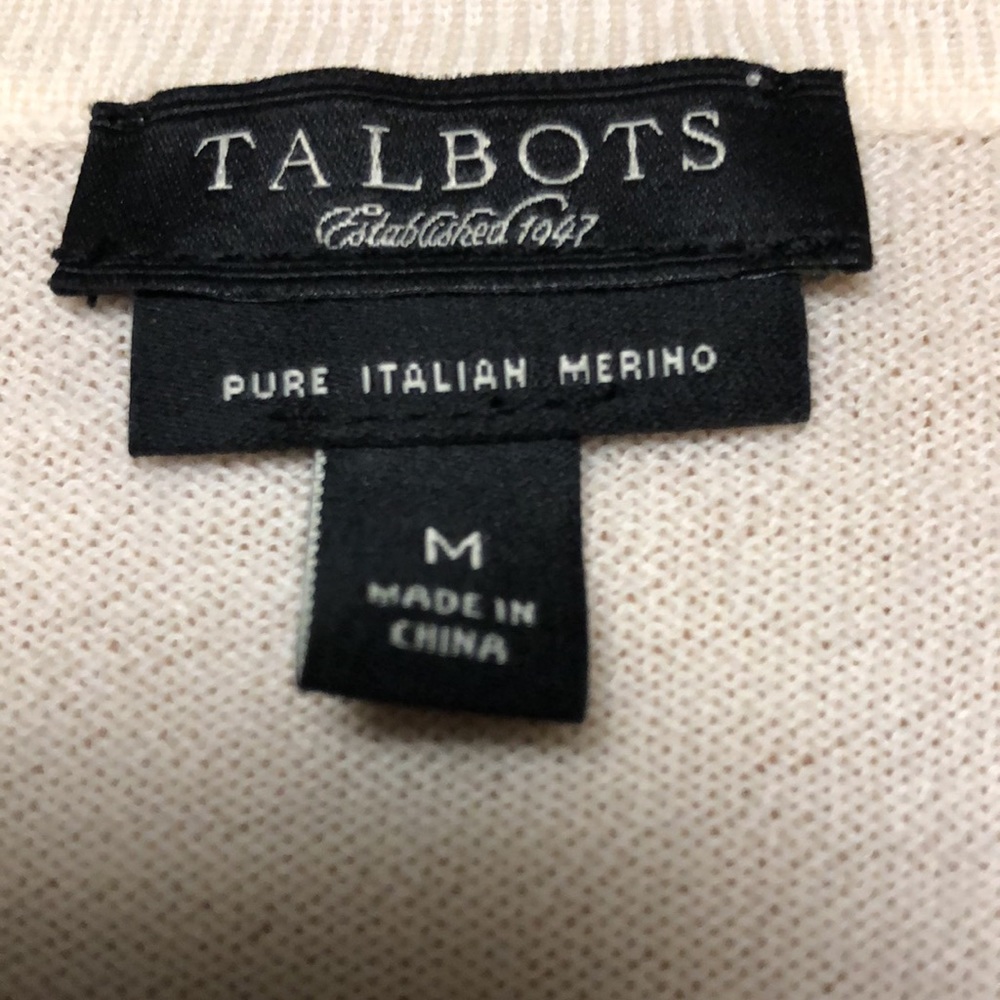 TALBOTS
Established 1947
PURE ITALIAN MERINO
M
MADE IN
CHINA